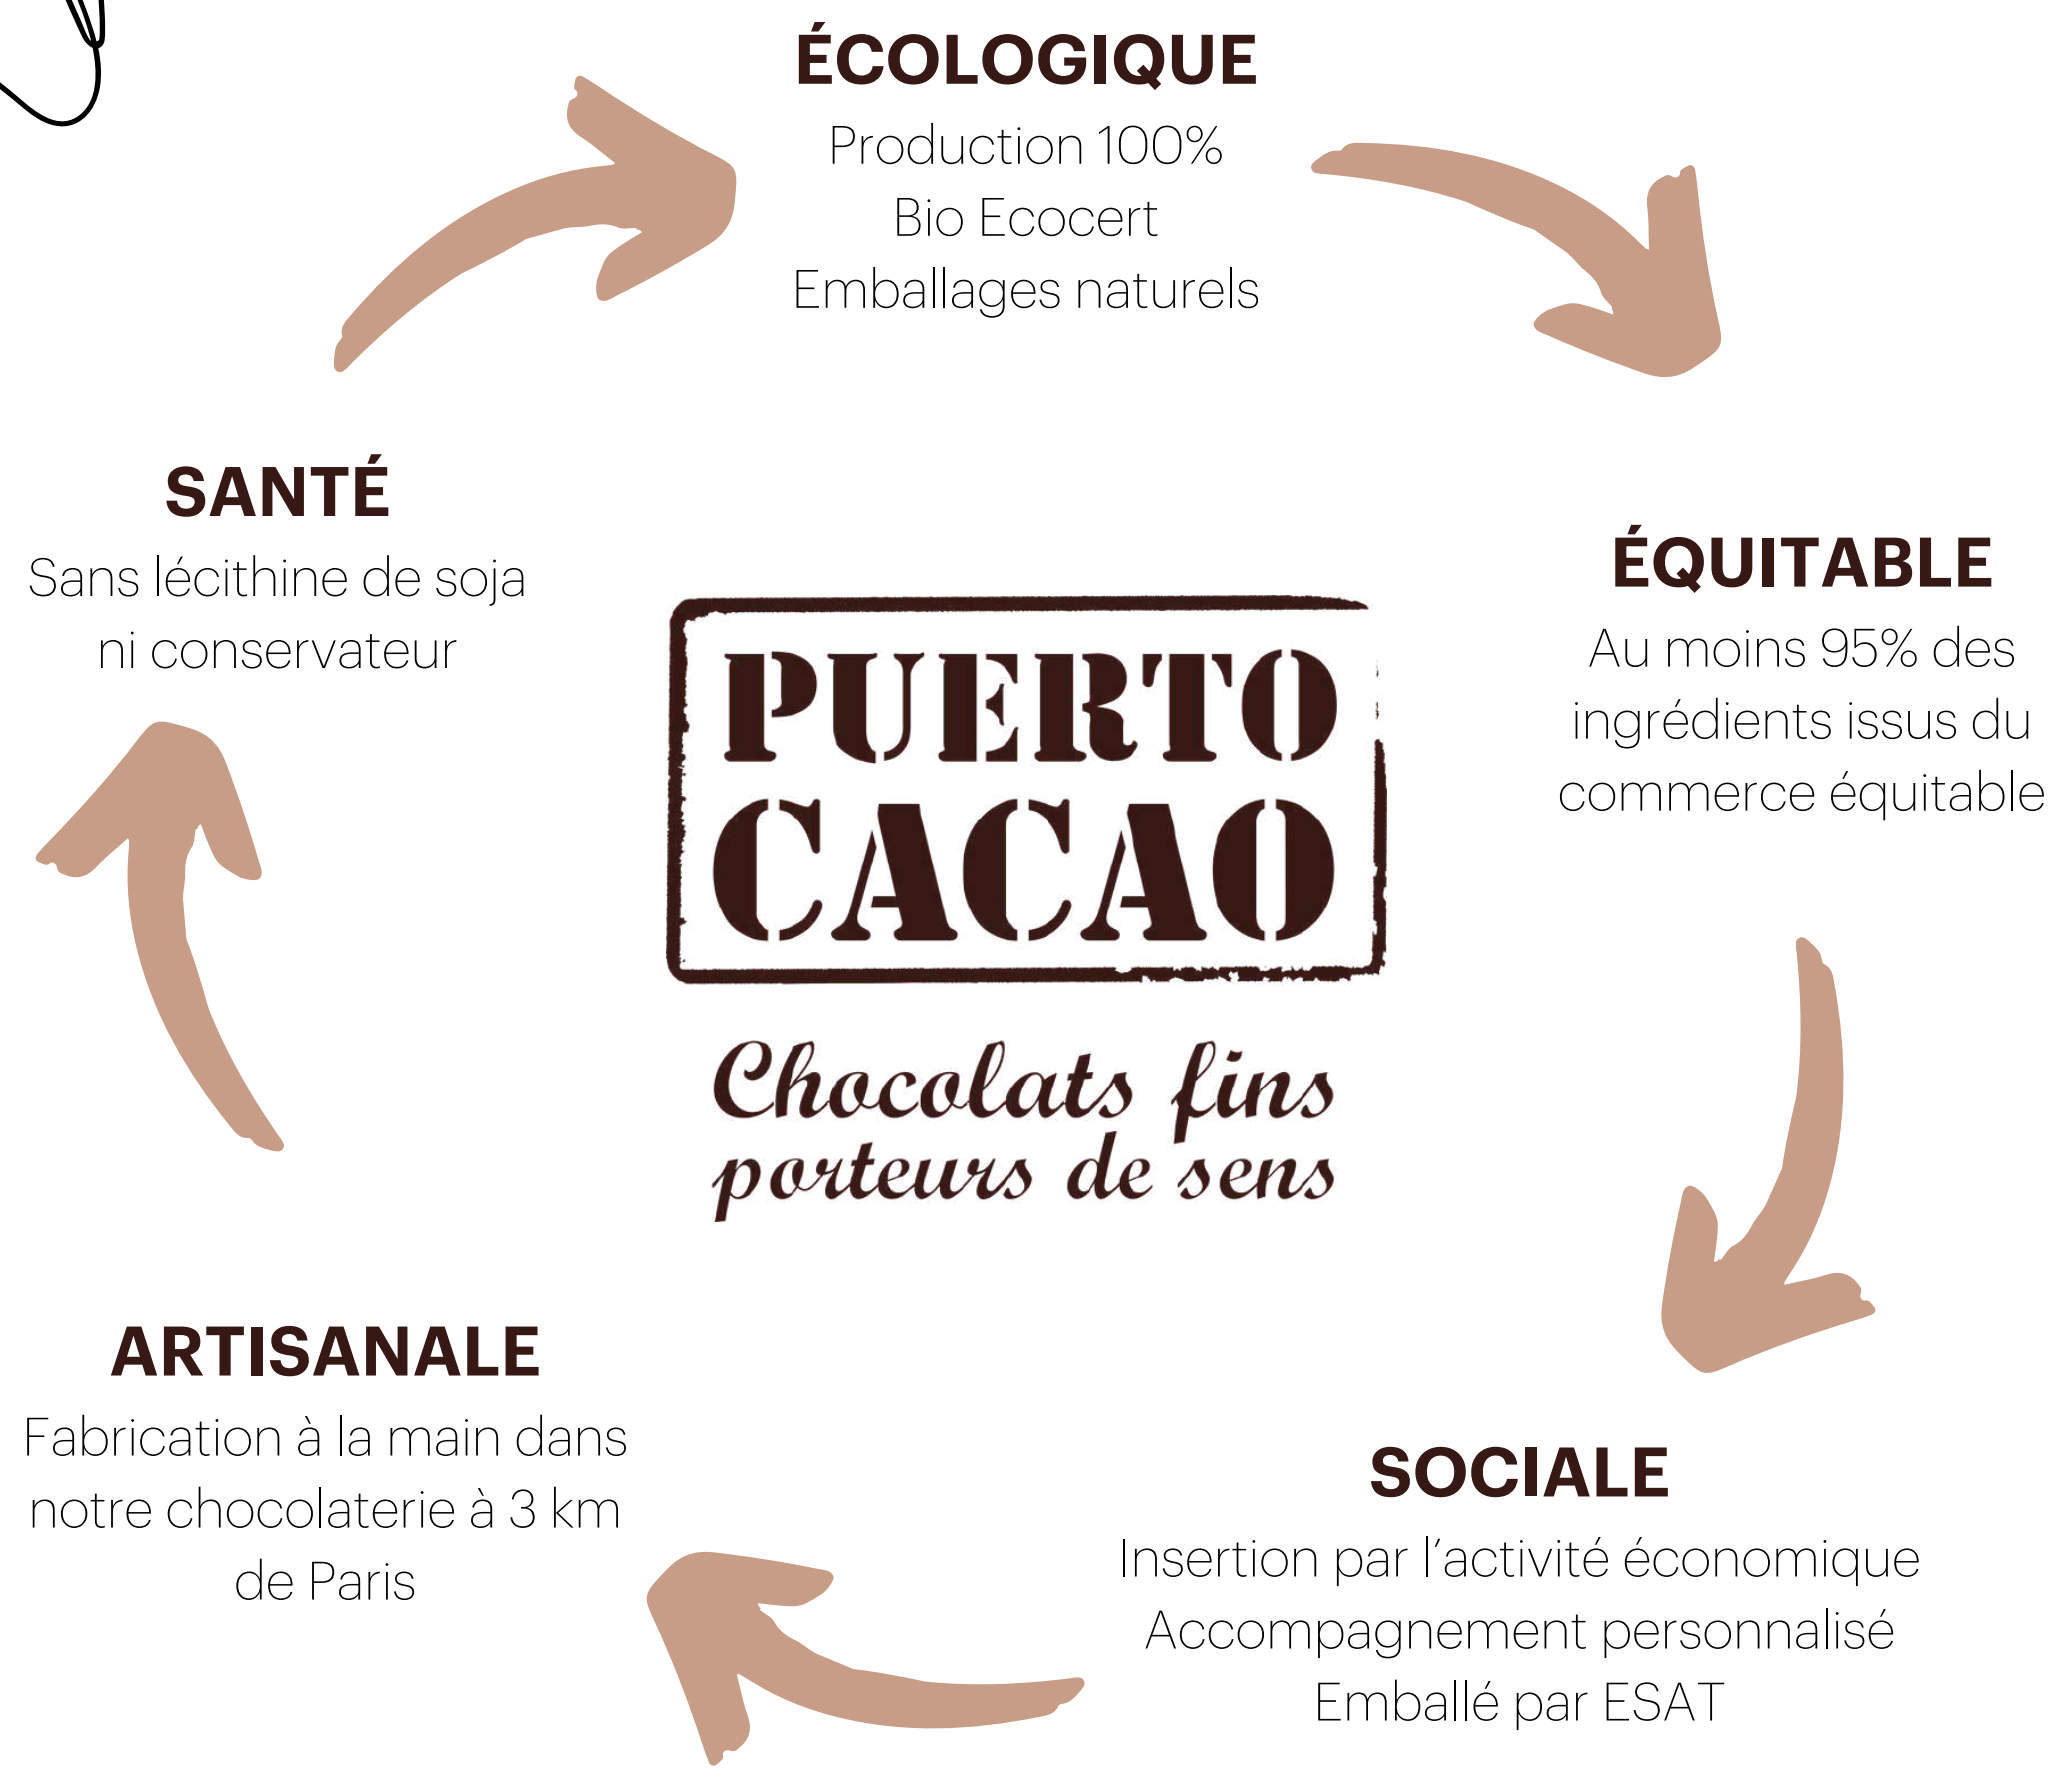 ÉCOLOGIQUE
Production 100%
Bio Ecocert
Emballages naturels
ÉQUITABLE
Au moins 95% des
ingrédients issus du
commerce équitable
SOCIALE
Insertion par l’activité économique
Accompagnement personnalisé
Emballé par ESAT
ARTISANALE
Fabrication à la main dans
notre chocolaterie à 3 km
de Paris
SANTÉ
Sans lécithine de soja
ni conservateur
PUERTO
CACAO
Chocolats fins
porteurs de sens